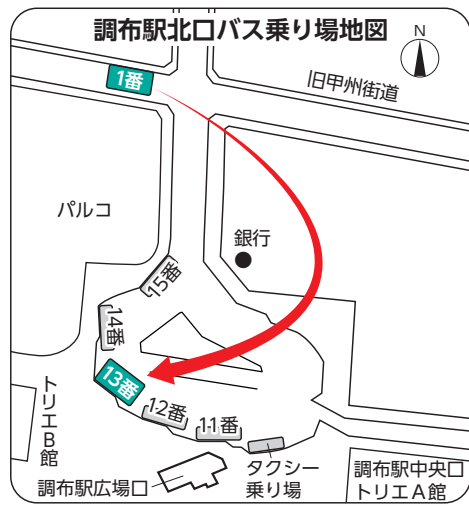 調布駅北口バス乗り場地図
N
1番
旧甲州街道
パルコ
銀行
15番
14番
13番
12番
11番
トリエB館
タクシー
乗り場
調布駅広場口
調布駅中央口
トリエA館